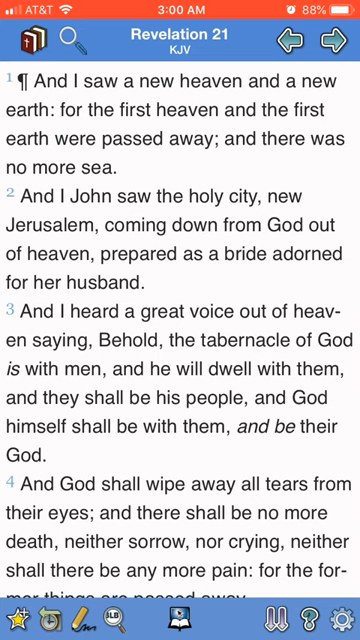 AT&T 3:00 AM 88%
Revelation 21
KJV
1 ¶ And I saw a new heaven and a new
earth: for the first heaven and the first
earth were passed away; and there was
no more sea.
2 And I John saw the holy city, new
Jerusalem, coming down from God out
of heaven, prepared as a bride adorned
for her husband.
3 And I heard a great voice out of heav-
en saying, Behold, the tabernacle of God
is with men, and he will dwell with them,
and they shall be his people, and God
himself shall be with them, and be their
God.
4 And God shall wipe away all tears from
their eyes; and there shall be no more
death, neither sorrow, nor crying, neither
shall there be any more pain: for the for-
mer things are passed away.
SLB